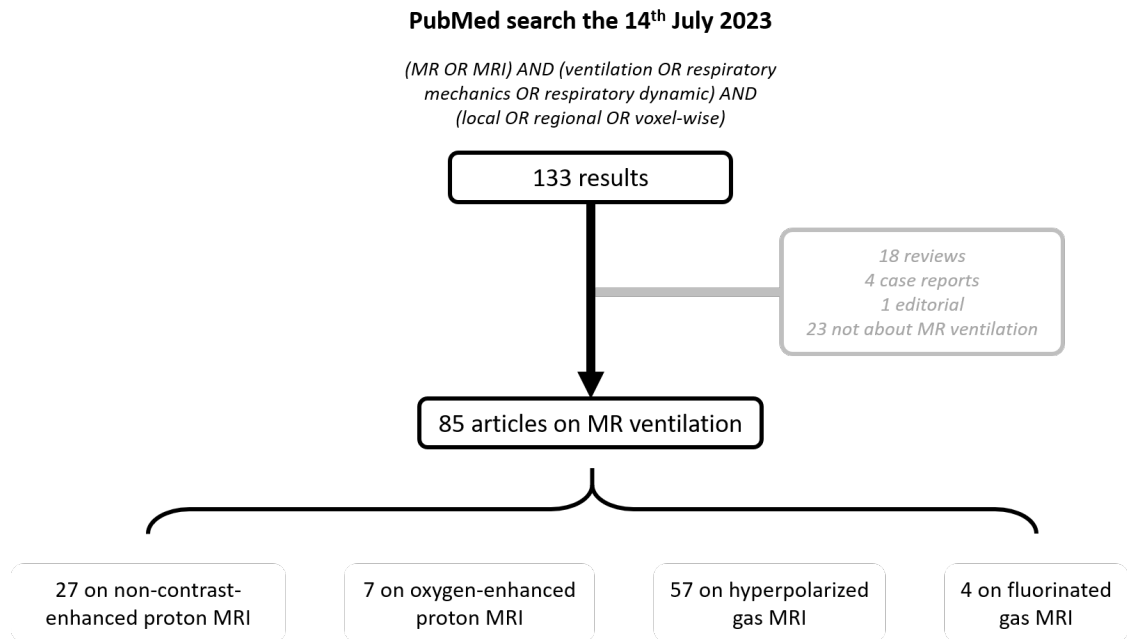 PubMed search the 14th July 2023
(MR OR MRI) AND (ventilation OR respiratory
mechanics OR respiratory dynamic) AND
(local OR regional OR voxel-wise)
133 results
18 reviews
4 case reports
1 editorial
23 not about MR ventilation
85 articles on MR ventilation
27 on non-contrast-
enhanced proton MRI
7 on oxygen-enhanced
proton MRI
57 on hyperpolarized
gas MRI
4 on fluorinated
gas MRI